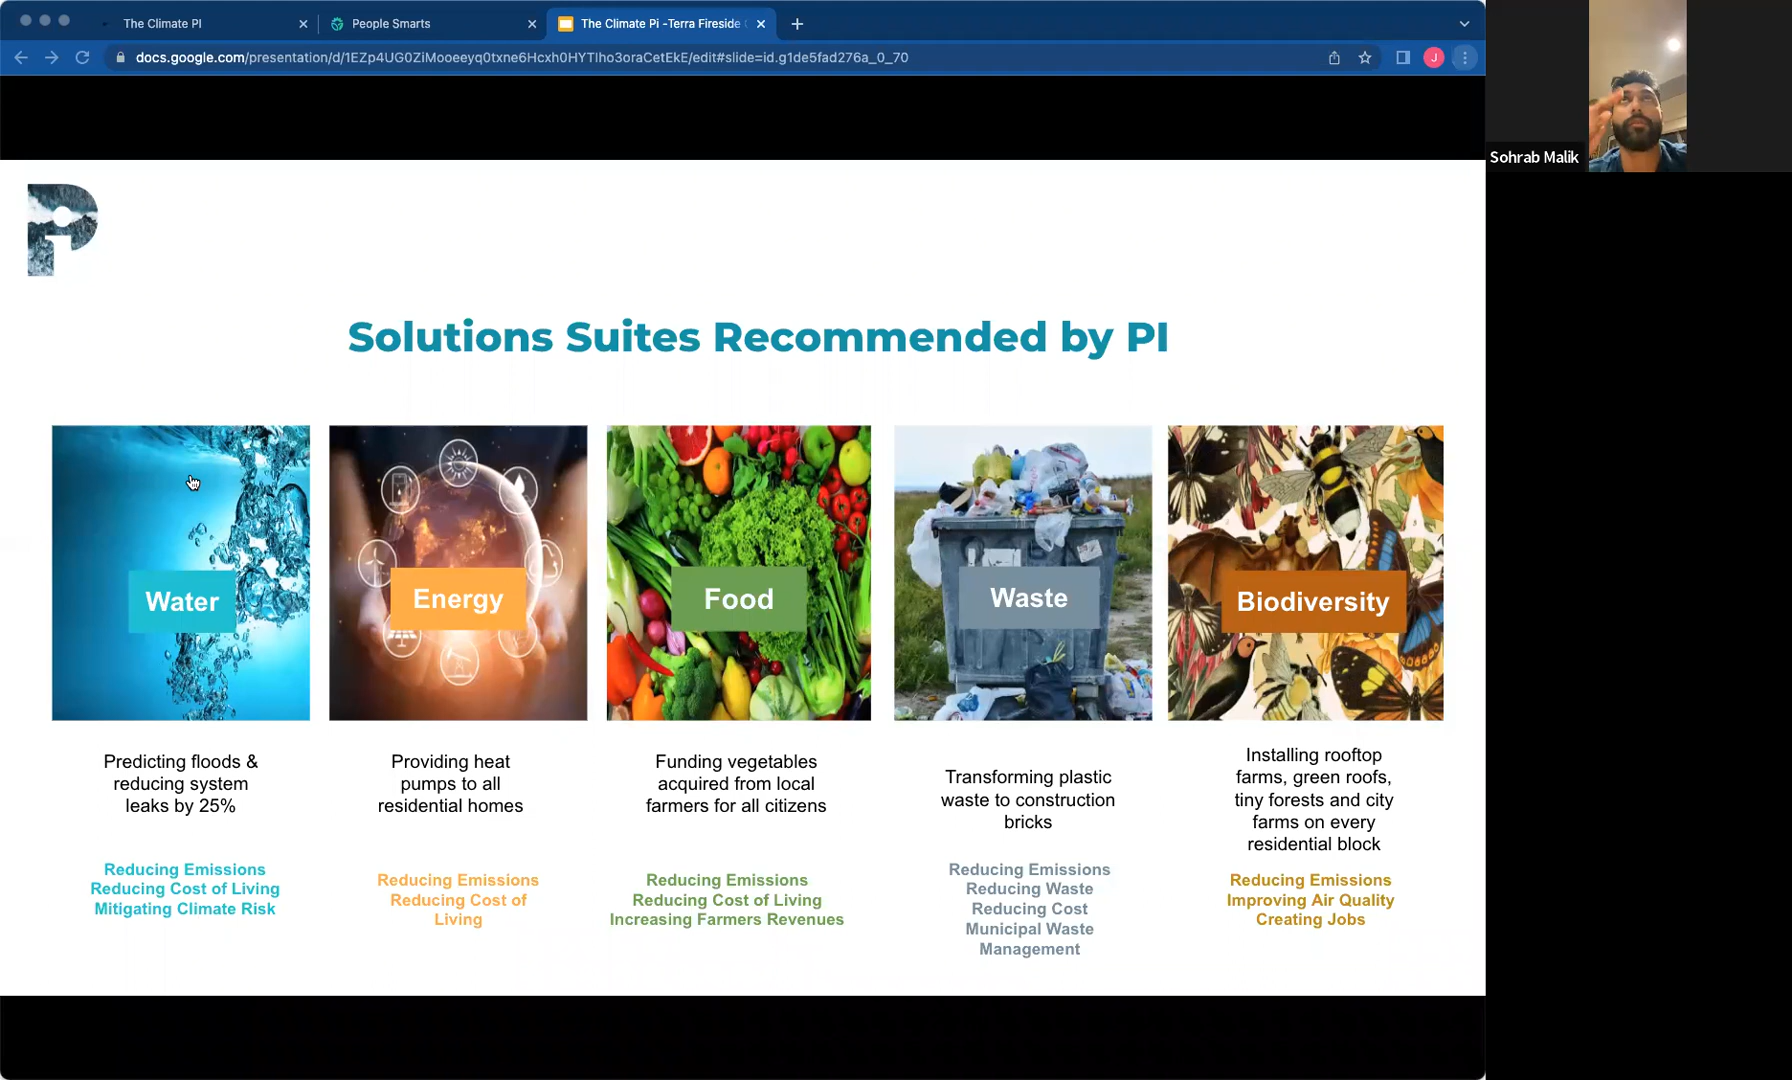 The Climate PI
People Smarts
The Climate Pi -Terra Fireside
docs.google.com/presentation/d/1EZp4UG0ZiMooeeyq0txne6Hcxh0HYTlho3oraCetEkE/edit#slide=id.g1de5fad276a_0_70
J
Sohrab Malik
Pi
Solutions Suites Recommended by PI
Water
Energy
Food
Waste
Biodiversity
Predicting floods &
reducing system
leaks by 25%
Reducing Emissions
Reducing Cost of Living
Mitigating Climate Risk
Providing heat
pumps to all
residential homes
Reducing Emissions
Reducing Cost of
Living
Funding vegetables
acquired from local
farmers for all citizens
Reducing Emissions
Reducing Cost of Living
Increasing Farmers Revenues
Transforming plastic
waste to construction
bricks
Reducing Emissions
Reducing Waste
Reducing Cost
Municipal Waste
Management
Installing rooftop
farms, green roofs,
tiny forests and city
farms on every
residential block
Reducing Emissions
Improving Air Quality
Creating Jobs